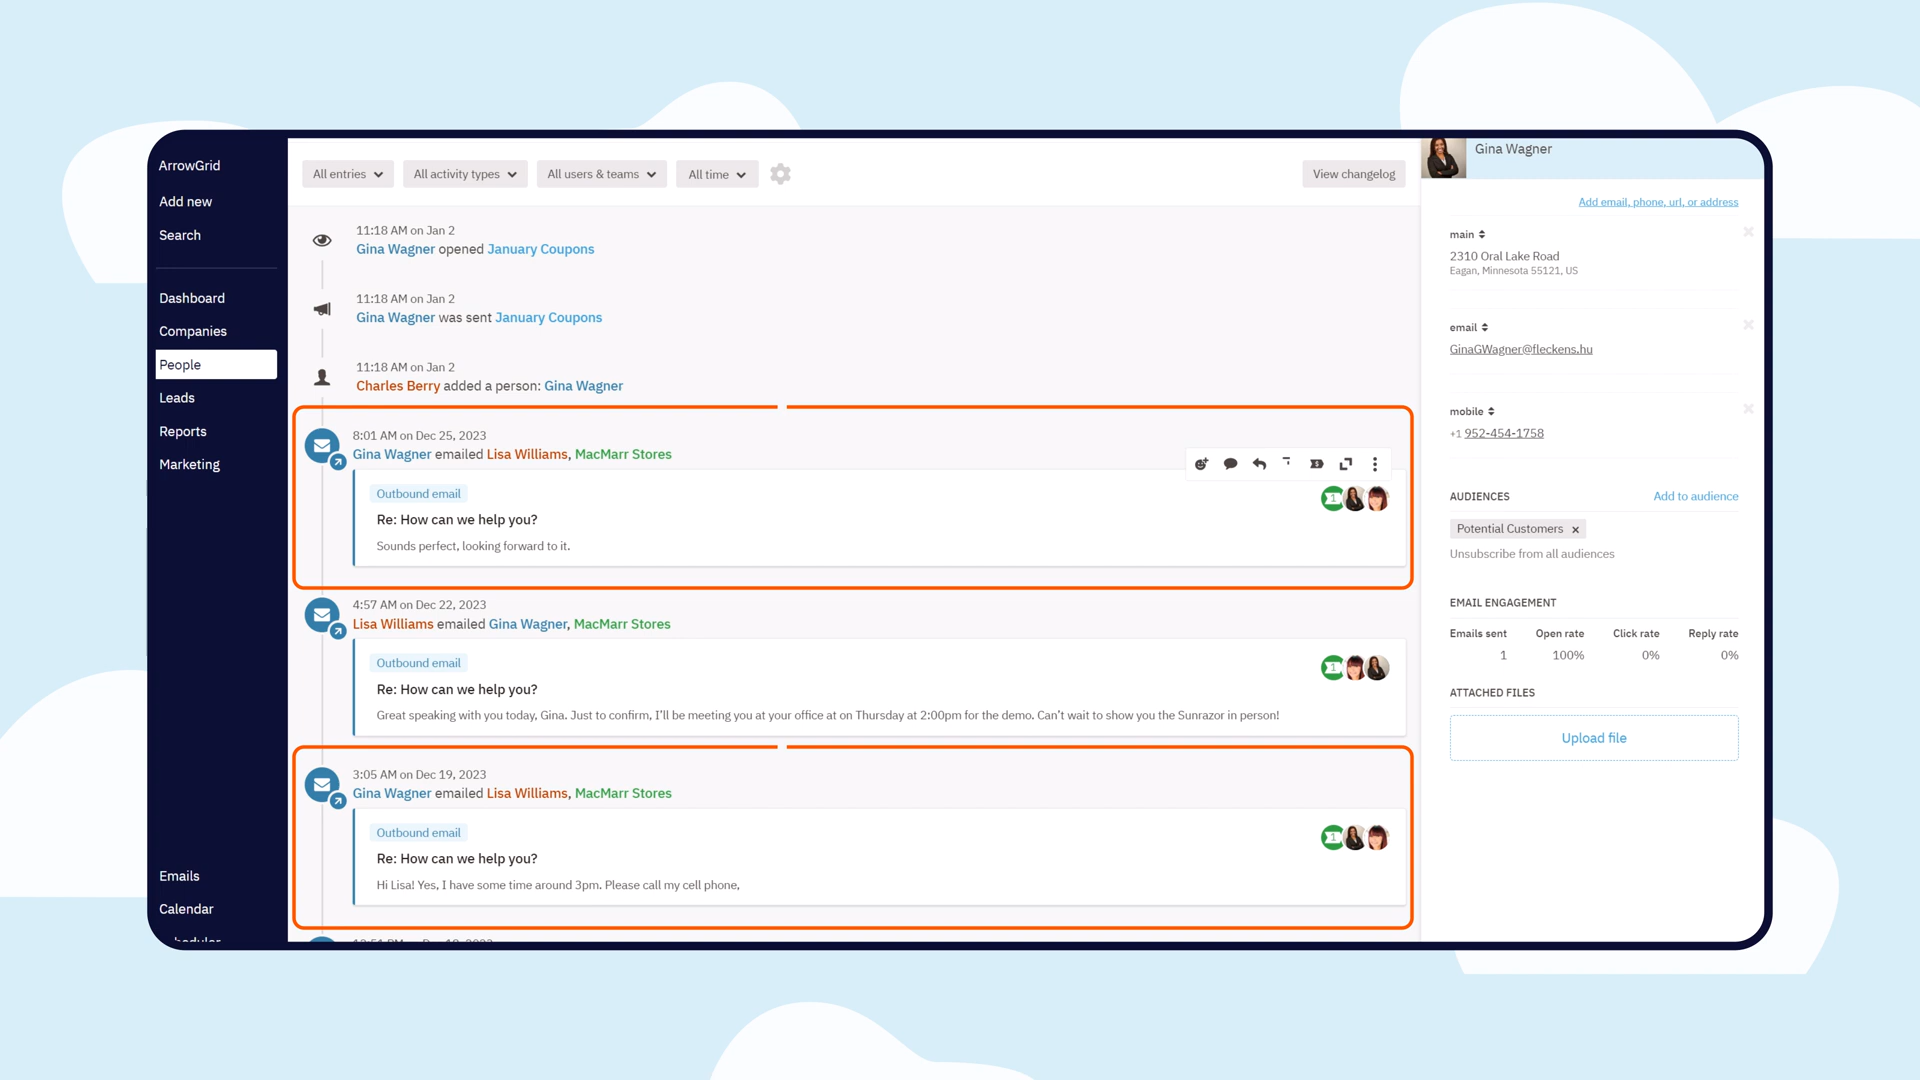 ArrowGrid
Add new
Search
Dashboard
Companies
People
Leads
Reports
Marketing
Emails
Calendar
All entries
All activity types
All users & teams
All time
View changelog
11:18 AM on Jan 2
Gina Wagner opened January Coupons
11:18 AM on Jan 2
Gina Wagner was sent January Coupons
11:18 AM on Jan 2
Charles Berry added a person: Gina Wagner
8:01 AM on Dec 25, 2023
Gina Wagner emailed Lisa Williams, MacMarr Stores
Outbound email
1
Re: How can we help you?
Sounds perfect, looking forward to it.
4:57 AM on Dec 22, 2023
Lisa Williams emailed Gina Wagner, MacMarr Stores
Outbound email
1
Re: How can we help you?
Great speaking with you today, Gina. Just to confirm, I'll be meeting you at your office at on Thursday at 2:00pm for the demo. Can't wait to show you the Sunrazor in person!
3:05 AM on Dec 19, 2023
Gina Wagner emailed Lisa Williams, MacMarr Stores
Outbound email
1
Re: How can we help you?
Hi Lisa! Yes, I have some time around 3pm. Please call my cell phone,
Gina Wagner
Add email, phone, url, or address
main
2310 Oral Lake Road
Eagan, Minnesota 55121, US
email
GinaGWagner@fleckens.hu
mobile
+1 952-454-1758
AUDIENCES Add to audience
Potential Customers x
Unsubscribe from all audiences
EMAIL ENGAGEMENT
Emails sent Open rate Click rate Reply rate
1 100% 0% 0%
ATTACHED FILES
Upload file